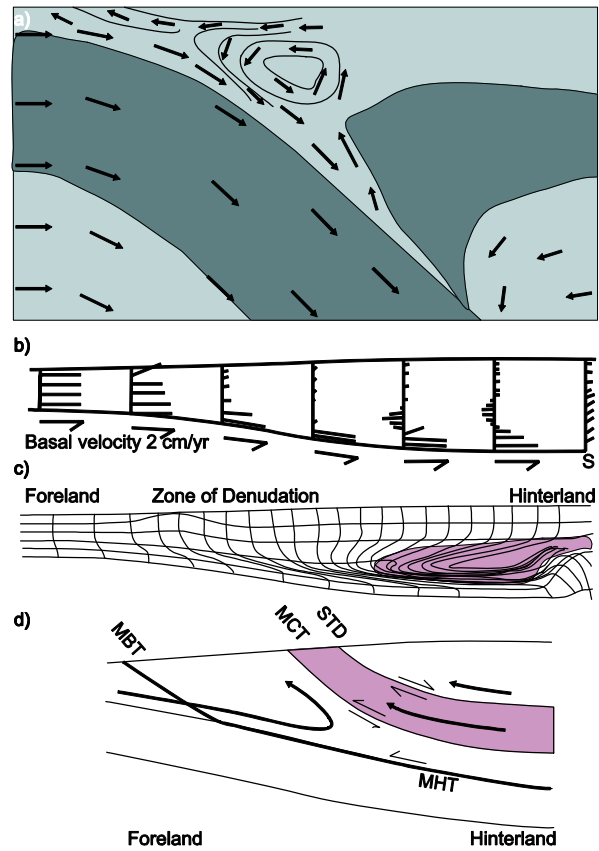 a)
b)
Basal velocity 2 cm/yr
S
c)
Foreland Zone of Denudation Hinterland
d)
MBT
MCT
STD
MHT
Foreland Hinterland